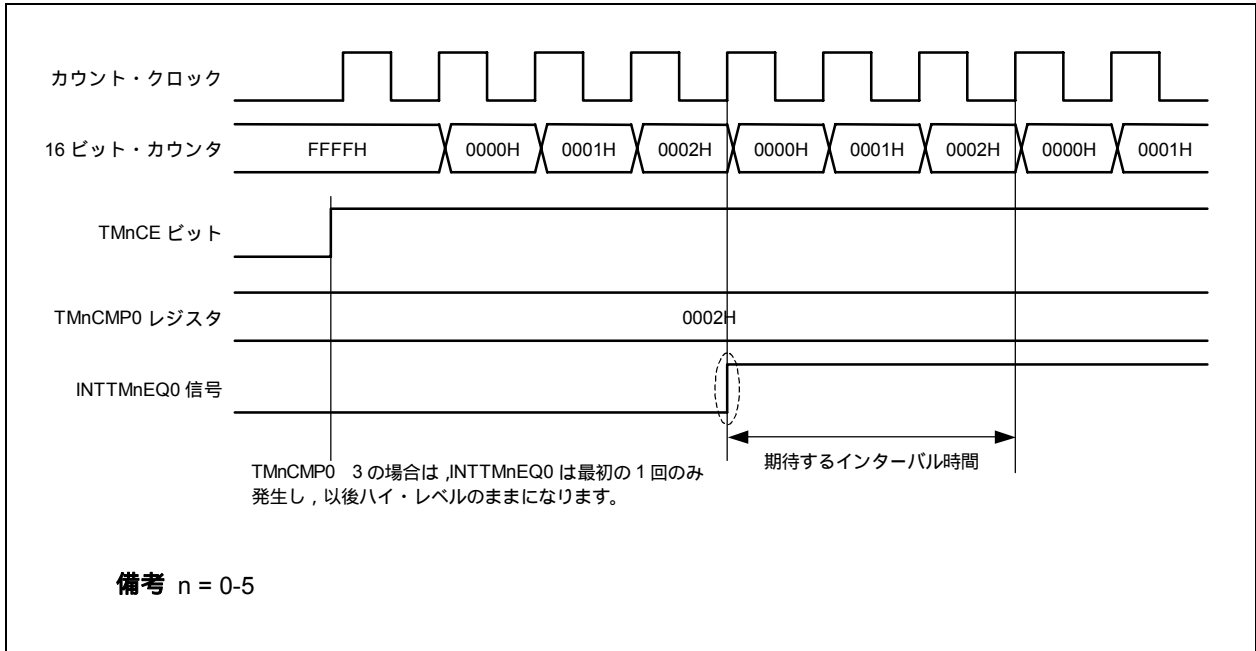 カウント・クロック
16 ビット・カウンタ
FFFFH 0000H 0001H 0002H 0000H 0001H 0002H 0000H 0001H
TMnCE ビット
TMnCMP0 レジスタ
0002H
INTTMnEQ0 信号
期待するインターバル時間
TMnCMP0 3 の場合は ,INTTMnEQ0 は最初の 1 回のみ
発生し , 以後ハイ・レベルのままになります。
備考 n = 0-5